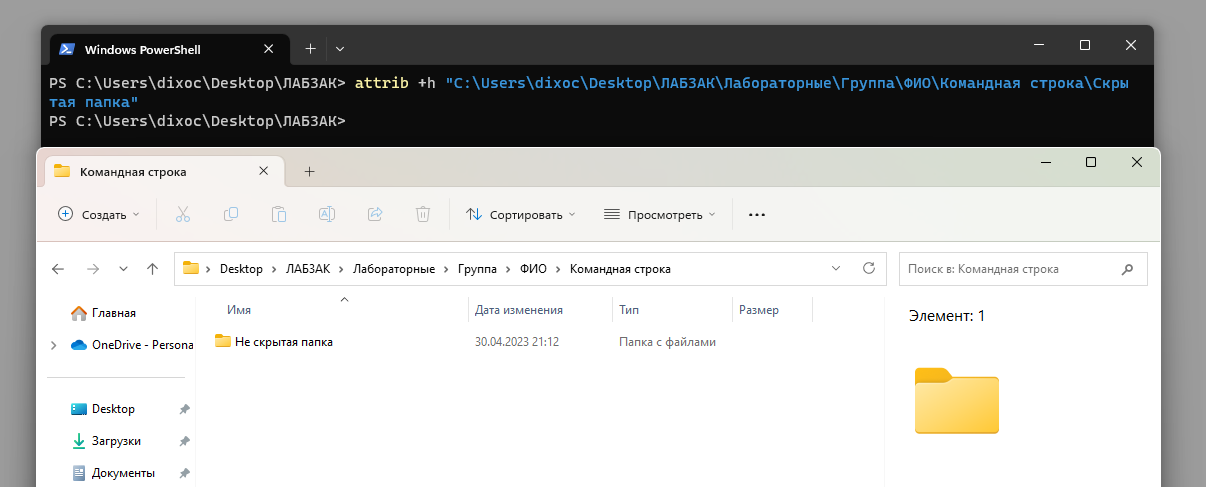 Windows PowerShell
PS C:\Users\dixoc\Desktop\ЛАБЗАК> attrib +h "C:\Users\dixoc\Desktop\ЛАБЗАК\Лабораторные\Группа\ФИО\Командная строка\Скры
тая папка"
PS C:\Users\dixoc\Desktop\ЛАБЗАК>
Командная строка
Создать Сортировать Просмотреть
Desktop ЛАБЗАК Лабораторные Группа ФИО Командная строка Поиск в: Командная строка
Главная Имя Дата изменения Тип Размер Элемент: 1
OneDrive - Persona Не скрытая папка 30.04.2023 21:12 Папка с файлами
Desktop
Загрузки
Документы